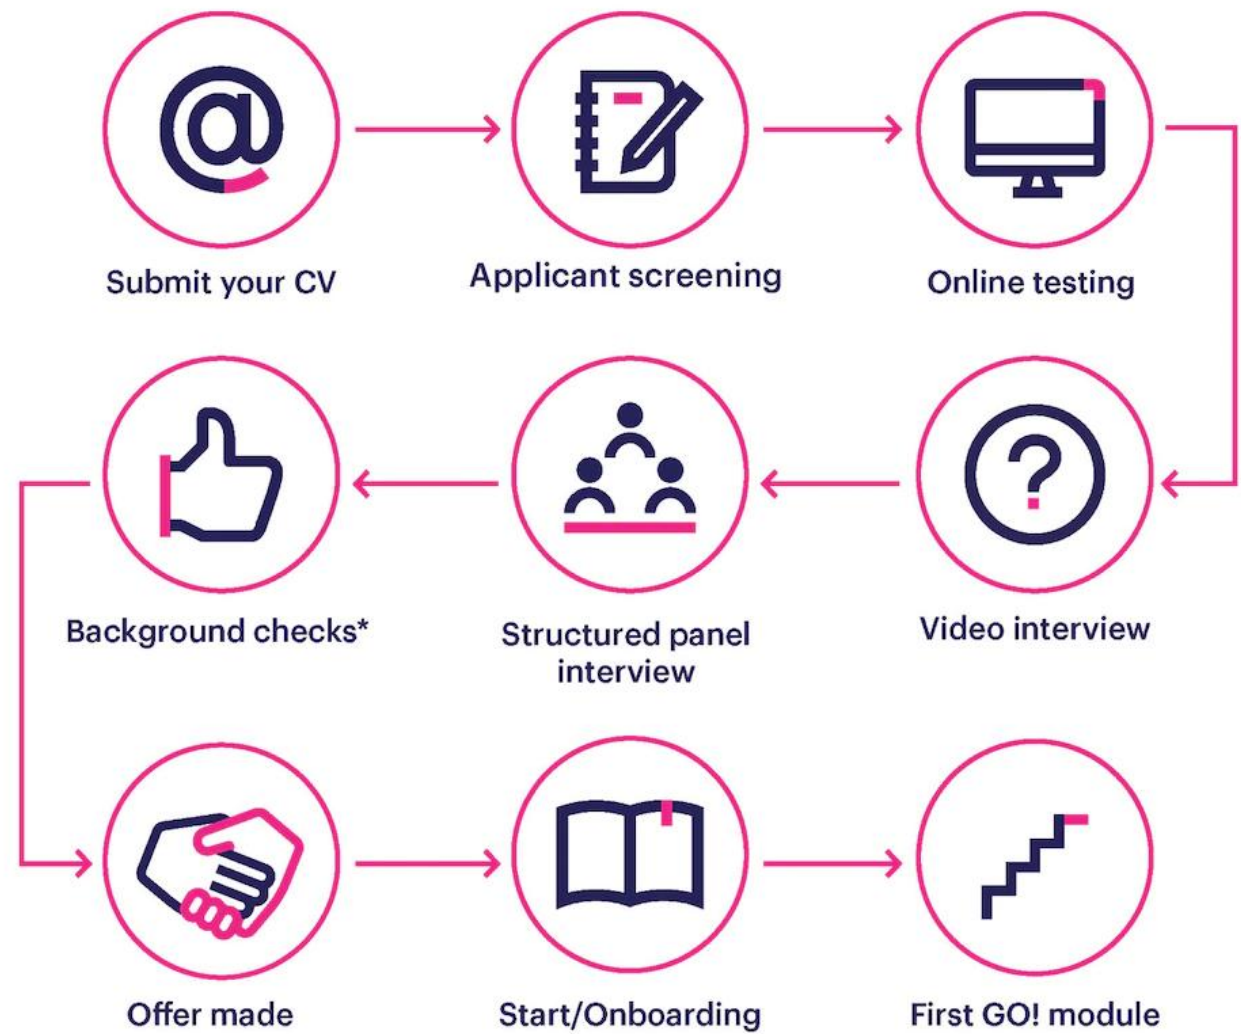 Submit your CV
Applicant screening
Online testing
Video interview
Structured panel
interview
Background checks*
Offer made
Start/Onboarding
First GO! module